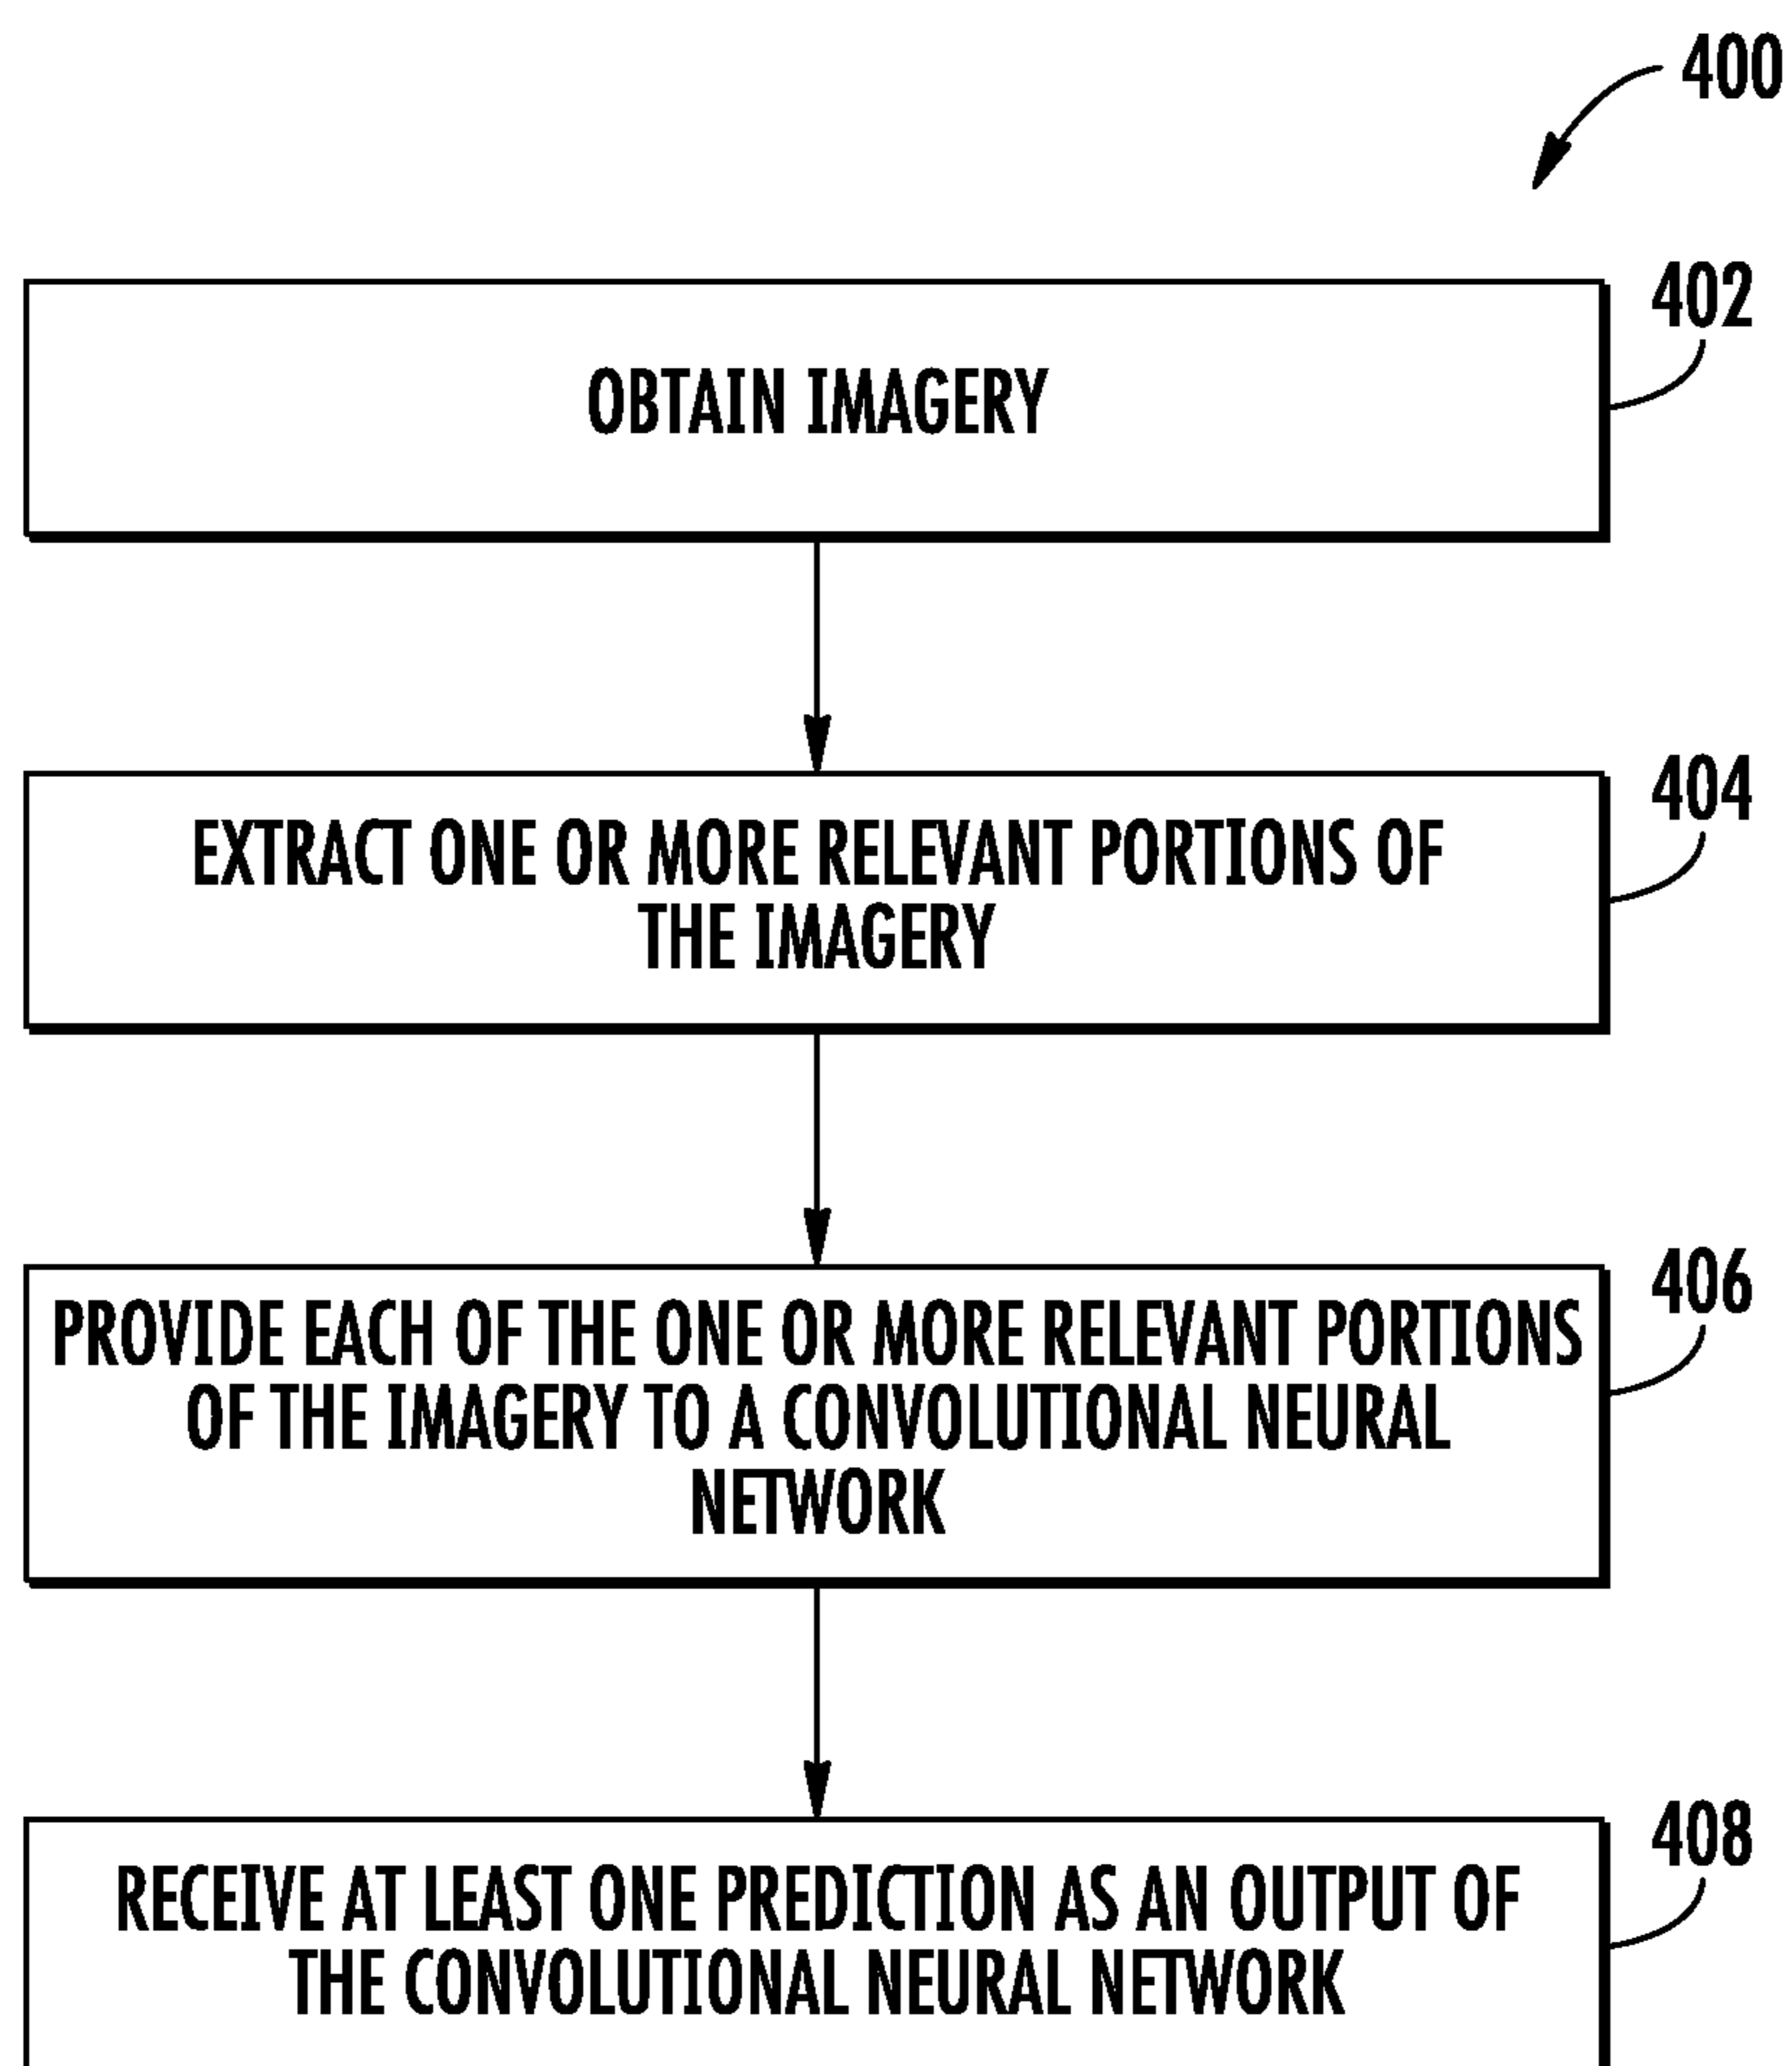 400
402
OBTAIN IMAGERY
404
EXTRACT ONE OR MORE RELEVANT PORTIONS OF
THE IMAGERY
406
PROVIDE EACH OF THE ONE OR MORE RELEVANT PORTIONS
OF THE IMAGERY TO A CONVOLUTIONAL NEURAL
NETWORK
408
RECEIVE AT LEAST ONE PREDICTION AS AN OUTPUT OF
THE CONVOLUTIONAL NEURAL NETWORK